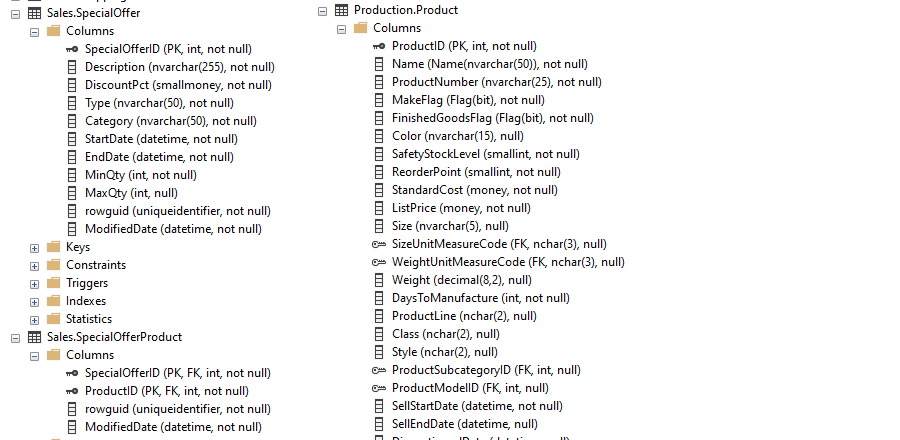 Sales.SpecialOffer
Columns
SpecialOfferID (PK, int, not null)
Description (nvarchar(255), not null)
DiscountPct (smallmoney, not null)
Type (nvarchar(50), not null)
Category (nvarchar(50), not null)
StartDate (datetime, not null)
EndDate (datetime, not null)
MinQty (int, not null)
MaxQty (int, null)
rowguid (uniqueidentifier, not null)
ModifiedDate (datetime, not null)
Keys
Constraints
Triggers
Indexes
Statistics
Sales.SpecialOfferProduct
Columns
SpecialOfferID (PK, FK, int, not null)
ProductID (PK, FK, int, not null)
rowguid (uniqueidentifier, not null)
ModifiedDate (datetime, not null)
Production.Product
Columns
ProductID (PK, int, not null)
Name (Name(nvarchar(50)), not null)
ProductNumber (nvarchar(25), not null)
MakeFlag (Flag(bit), not null)
FinishedGoodsFlag (Flag(bit), not null)
Color (nvarchar(15), null)
SafetyStockLevel (smallint, not null)
ReorderPoint (smallint, not null)
StandardCost (money, not null)
ListPrice (money, not null)
Size (nvarchar(5), null)
SizeUnitMeasureCode (FK, nchar(3), null)
WeightUnitMeasureCode (FK, nchar(3), null)
Weight (decimal(8,2), null)
DaysToManufacture (int, not null)
ProductLine (nchar(2), null)
Class (nchar(2), null)
Style (nchar(2), null)
ProductSubcategoryID (FK, int, null)
ProductModelID (FK, int, null)
SellStartDate (datetime, not null)
SellEndDate (datetime, null)